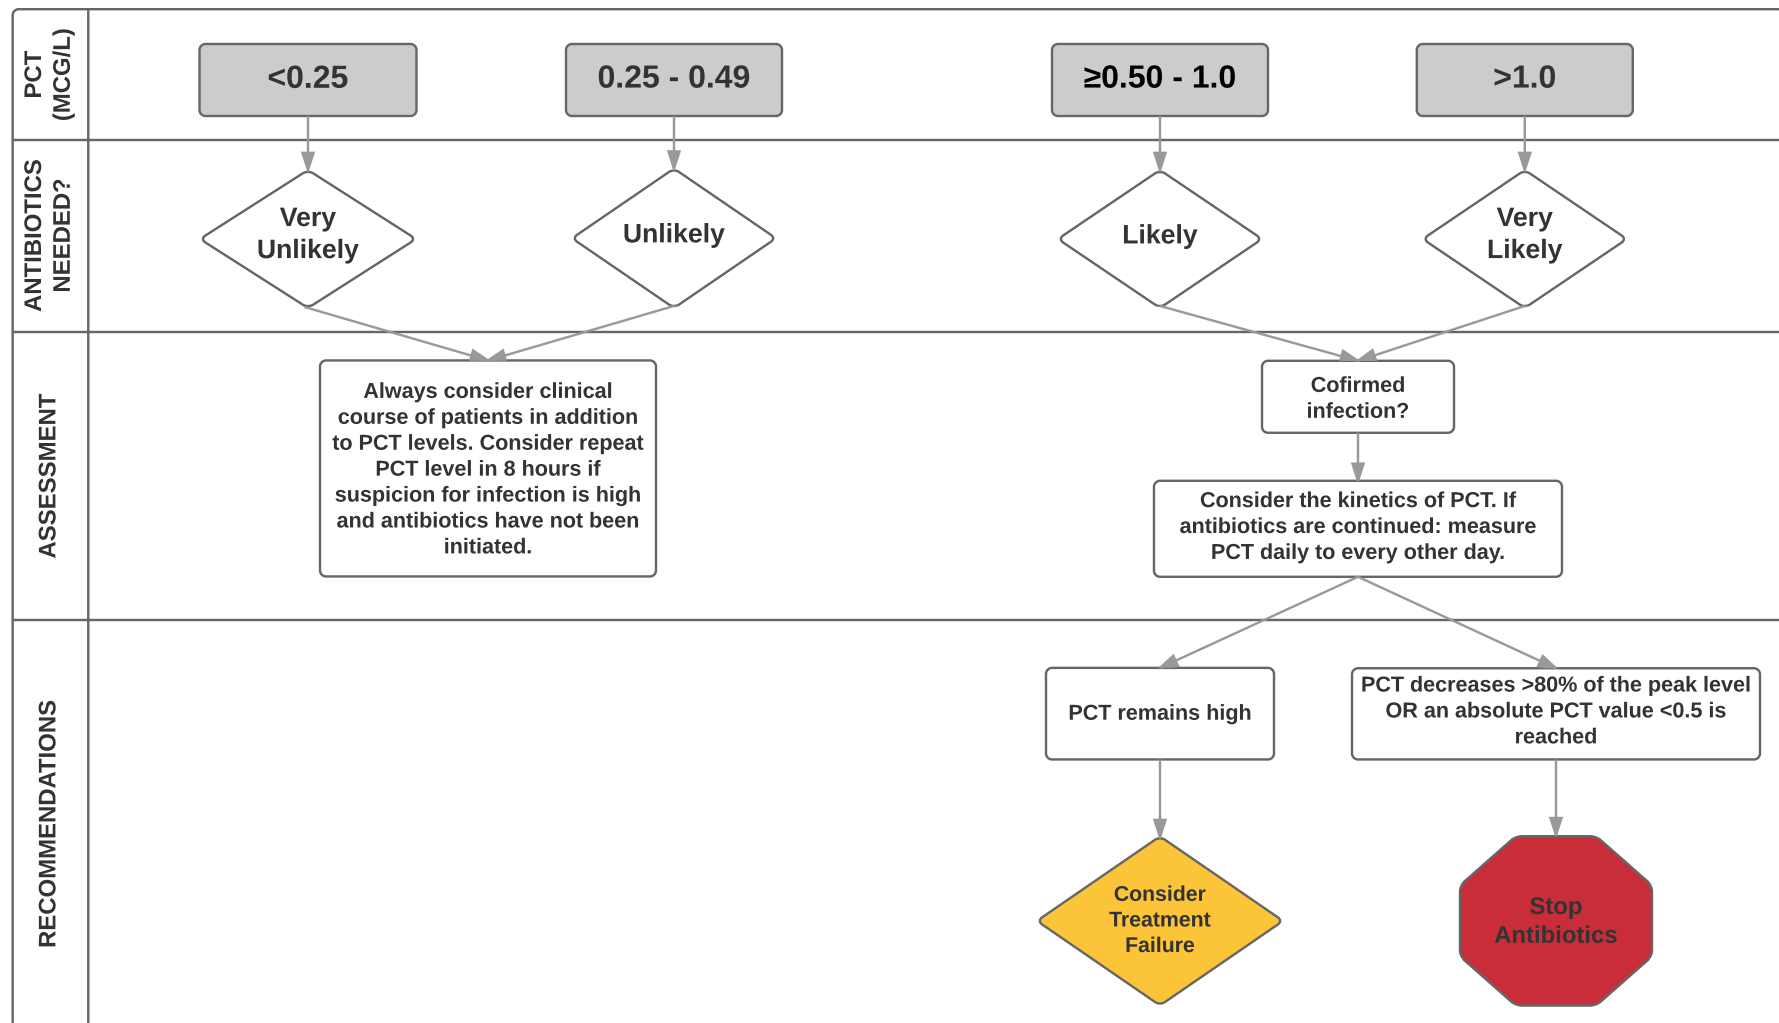 PCT
(MCG/L)
<0.25
0.25 - 0.49
≥0.50 - 1.0
>1.0
ANTIBIOTICS
NEEDED?
Very
Unlikely
Unlikely
Likely
Very
Likely
ASSESSMENT
Always consider clinical
course of patients in addition
to PCT levels. Consider repeat
PCT level in 8 hours if
suspicion for infection is high
and antibiotics have not been
initiated.
Cofirmed
infection?
Consider the kinetics of PCT. If
antibiotics are continued: measure
PCT daily to every other day.
RECOMMENDATIONS
PCT remains high
PCT decreases >80% of the peak level
OR an absolute PCT value <0.5 is
reached
Consider
Treatment
Failure
Stop
Antibiotics